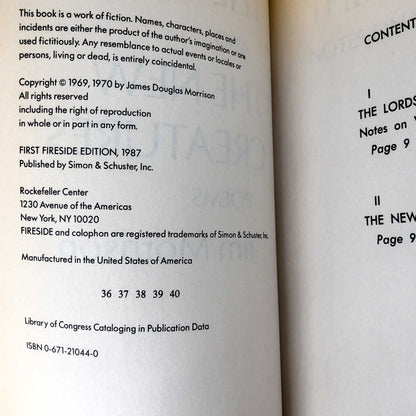 This book is a work of fiction. Names, characters, places and
incidents are either the product of the author's imagination or are
used fictitiously. Any resemblance to actual events or locales or
persons, living or dead, is entirely coincidental.
Copyright © 1969, 1970 by James Douglas Morrison
All rights reserved
including the right of reproduction
in whole or part in any form.
FIRST FIRESIDE EDITION, 1987
Published by Simon & Schuster, Inc.
Rockefeller Center
1230 Avenue of the Americas
New York, NY 10020
FIRESIDE and colophon are registered trademarks of Simon & Schuster, Inc.
Manufactured in the United States of America
36 37 38 39 40
Library of Congress Cataloging in Publication Data
ISBN 0-671-21044-0
CONTENT
I
THE LORDS
Notes on V
Page 9
II
THE NEW
Page 9